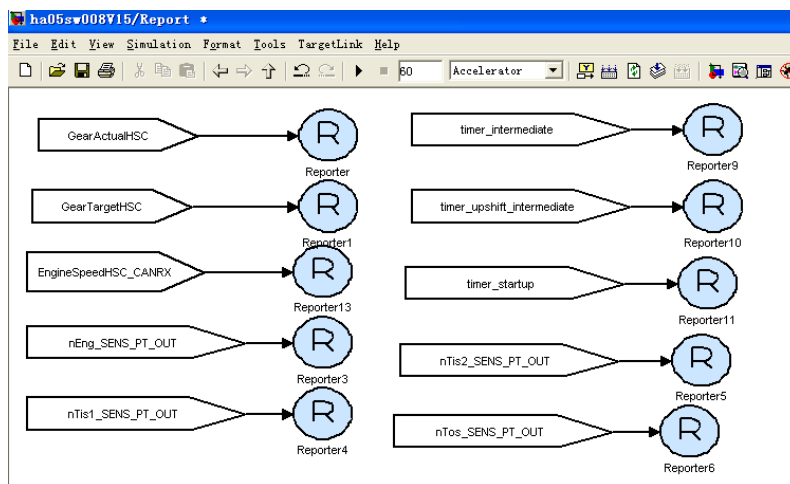 ha05sw008V15/Report *
File Edit View Simulation Format Tools TargetLink Help
60 Accelerator
GearActualHSC R
Reporter
GearTargetHSC R
Reporter1
EngineSpeedHSC_CANRX R
Reporter13
nEng_SENS_PT_OUT R
Reporter3
nTis1_SENS_PT_OUT R
Reporter4
timer_intermediate R
Reporter9
timer_upshift_intermediate R
Reporter10
timer_startup R
Reporter11
nTis2_SENS_PT_OUT R
Reporter5
nTos_SENS_PT_OUT R
Reporter6